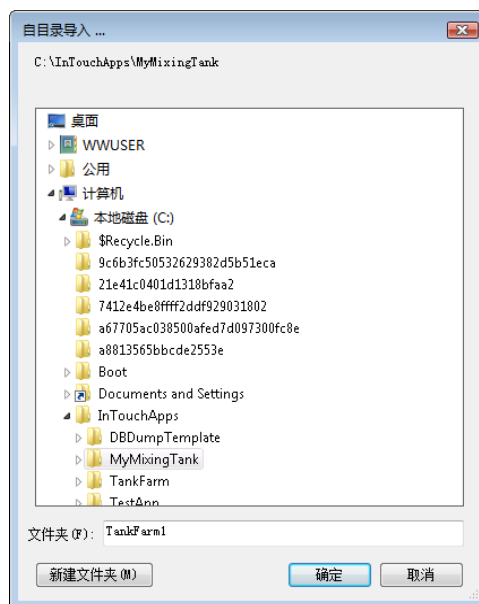 自目录导入 ...
C:\InTouchApps\MyMixingTank
桌面
WWUSER
公用
计算机
本地磁盘 (C:)
$Recycle.Bin
9c6b3fc50532629382d5b51eca
21e41c0401d1318bfaa2
7412e4be8ffff2ddf929031802
a67705ac038500afed7d097300fc8e
a8813565bbcde2553e
Boot
Documents and Settings
InTouchApps
DBDumpTemplate
MyMixingTank
TankFarm
TestApp
文件夹(F): TankFarm1
新建文件夹(M) 确定 取消